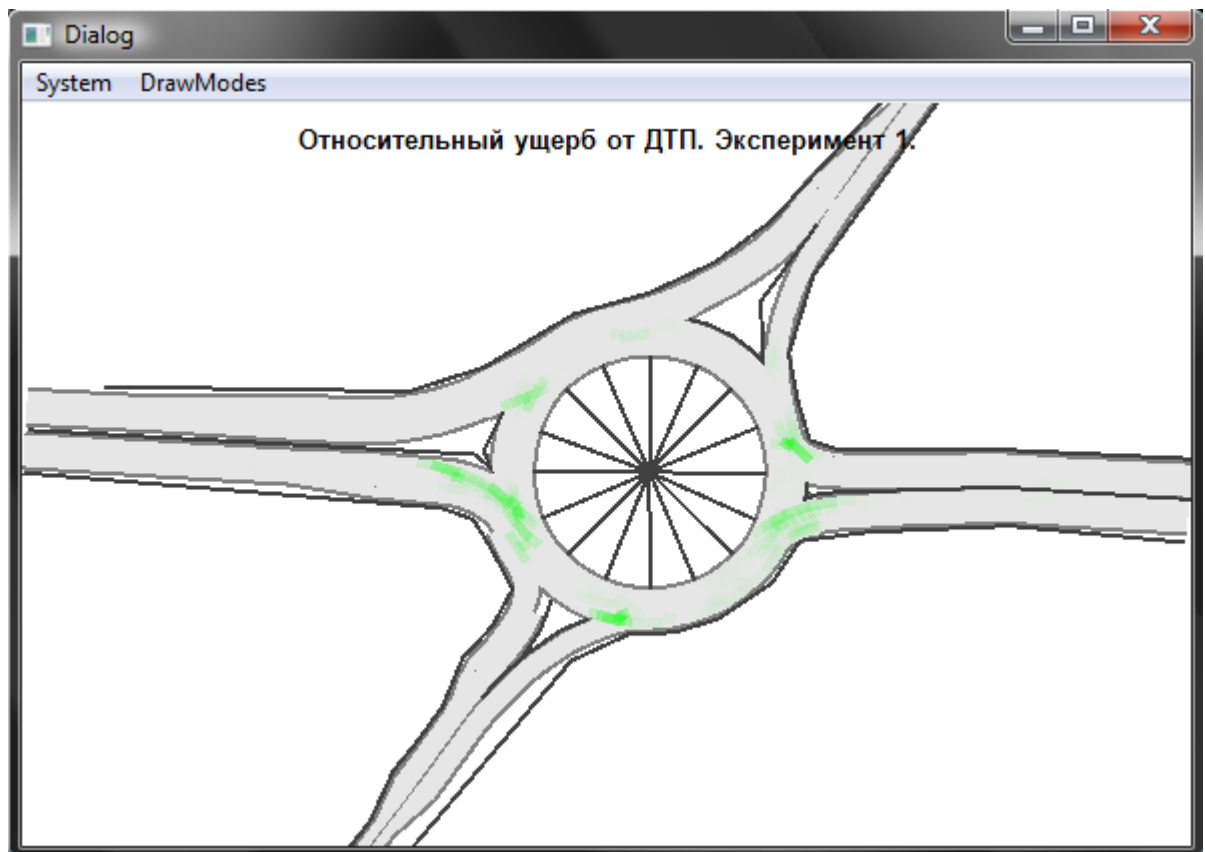 Dialog
System DrawModes
Относительный ущерб от ДТП. Эксперимент 1.